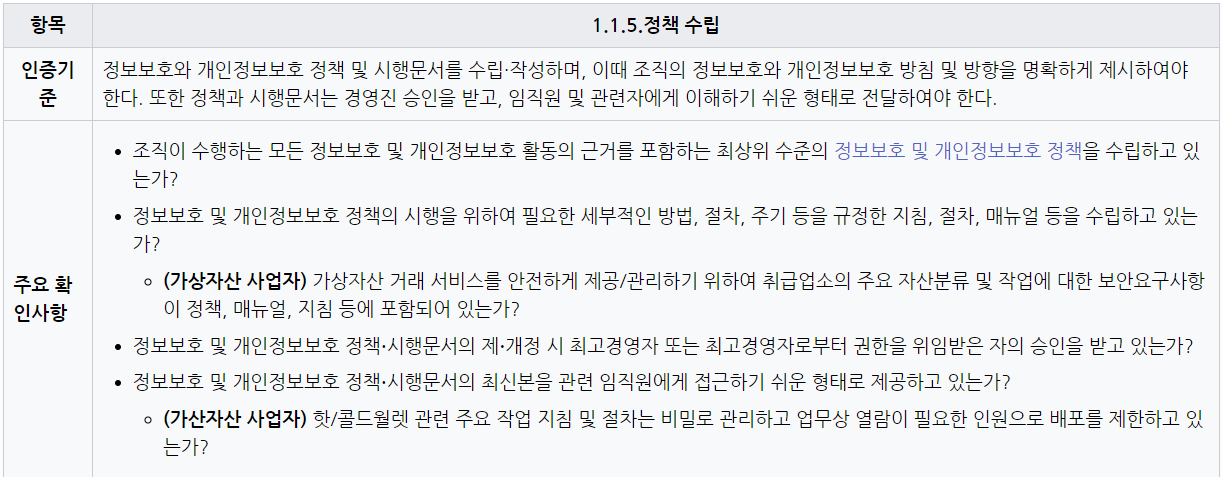 항목
1.1.5.정책 수립
인증기
준
정보보호와 개인정보보호 정책 및 시행문서를 수립·작성하며, 이때 조직의 정보보호와 개인정보보호 방침 및 방향을 명확하게 제시하여야
한다. 또한 정책과 시행문서는 경영진 승인을 받고, 임직원 및 관련자에게 이해하기 쉬운 형태로 전달하여야 한다.
주요 확
인사항
• 조직이 수행하는 모든 정보보호 및 개인정보보호 활동의 근거를 포함하는 최상위 수준의 정보보호 및 개인정보보호 정책을 수립하고 있
는가?
• 정보보호 및 개인정보보호 정책의 시행을 위하여 필요한 세부적인 방법, 절차, 주기 등을 규정한 지침, 절차, 매뉴얼 등을 수립하고 있는
가?
◦ (가상자산 사업자) 가상자산 거래 서비스를 안전하게 제공/관리하기 위하여 취급업소의 주요 자산분류 및 작업에 대한 보안요구사항
이 정책, 매뉴얼, 지침 등에 포함되어 있는가?
• 정보보호 및 개인정보보호 정책·시행문서의 제·개정 시 최고경영자 또는 최고경영자로부터 권한을 위임받은 자의 승인을 받고 있는가?
• 정보보호 및 개인정보보호 정책·시행문서의 최신본을 관련 임직원에게 접근하기 쉬운 형태로 제공하고 있는가?
◦ (가산자산 사업자) 핫/콜드월렛 관련 주요 작업 지침 및 절차는 비밀로 관리하고 업무상 열람이 필요한 인원으로 배포를 제한하고 있
는가?